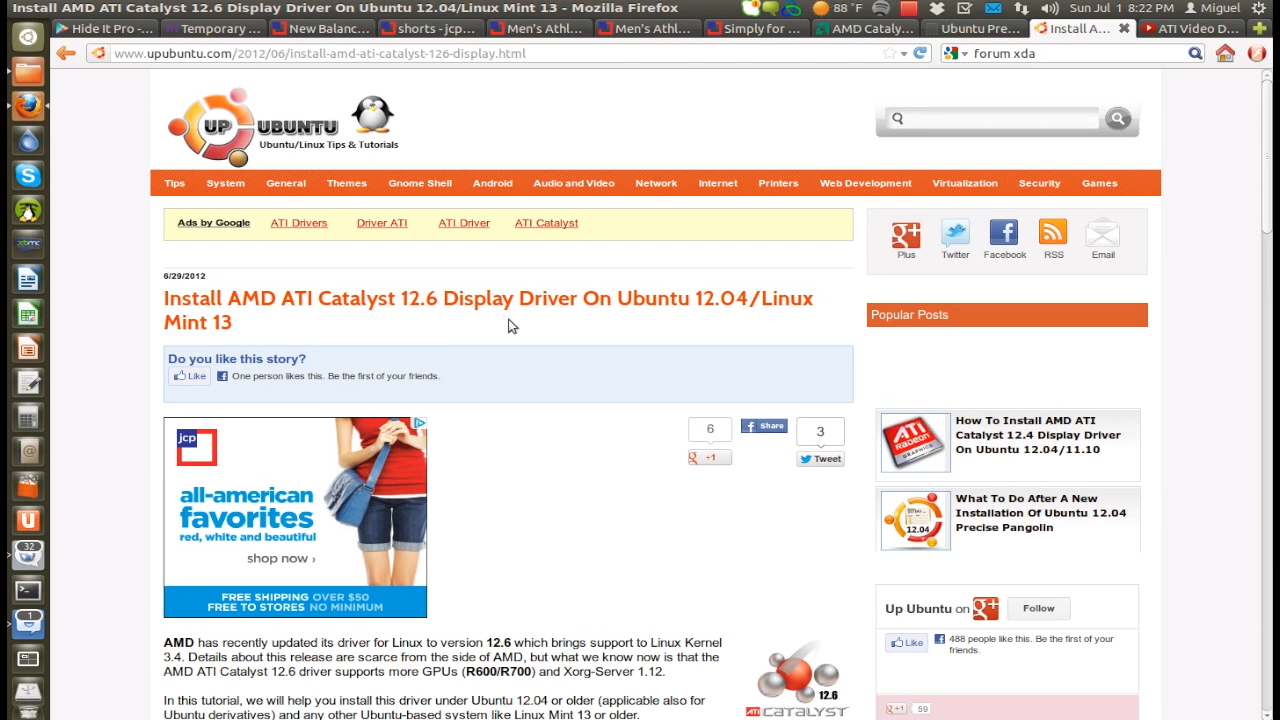 Install AMD ATI Catalyst 12.6 Display Driver On Ubuntu 12.04/Linux Mint 13 - Mozilla Firefox
88 °F
Sun Jul 1 8:22 PM
Miguel
Hide It Pro -...
Temporary ...
New Balanc...
shorts - jcp...
Men's Athl...
Men's Athl...
Simply for ...
AMD Cataly...
Ubuntu Pre...
Install A...
ATI Video D...
www.upubuntu.com/2012/06/install-amd-ati-catalyst-126-display.html
forum xda
UP UBUNTU
Ubuntu/Linux Tips & Tutorials
Tips System General Themes Gnome Shell Android Audio and Video Network Internet Printers Web Development Virtualization Security Games
Ads by Google ATI Drivers Driver ATI ATI Driver ATI Catalyst
Plus Twitter Facebook RSS Email
6/29/2012
Install AMD ATI Catalyst 12.6 Display Driver On Ubuntu 12.04/Linux
Mint 13
Popular Posts
Do you like this story?
Like One person likes this. Be the first of your friends.
6
+1
Share
3
Tweet
jcp
all-american
favorites
red, white and beautiful
shop now ›
FREE SHIPPING OVER $50
FREE TO STORES NO MINIMUM
ATI
RADEON
GRAPHICS
How To Install AMD ATI
Catalyst 12.4 Display Driver
On Ubuntu 12.04/11.10
12.04
What To Do After A New
Installation Of Ubuntu 12.04
Precise Pangolin
Up Ubuntu on g+ Follow
Like 488 people like this. Be the first of your
friends.
+1 59
AMD has recently updated its driver for Linux to version 12.6 which brings support to Linux Kernel
3.4. Details about this release are scarce from the side of AMD, but what we know now is that the
AMD ATI Catalyst 12.6 driver supports more GPUs (R600/R700) and Xorg-Server 1.12.
12.6
ATI CATALYST
In this tutorial, we will help you install this driver under Ubuntu 12.04 or older (applicable also for
Ubuntu derivatives) and any other Ubuntu-based system like Linux Mint 13 or older.
xbmc
32
1